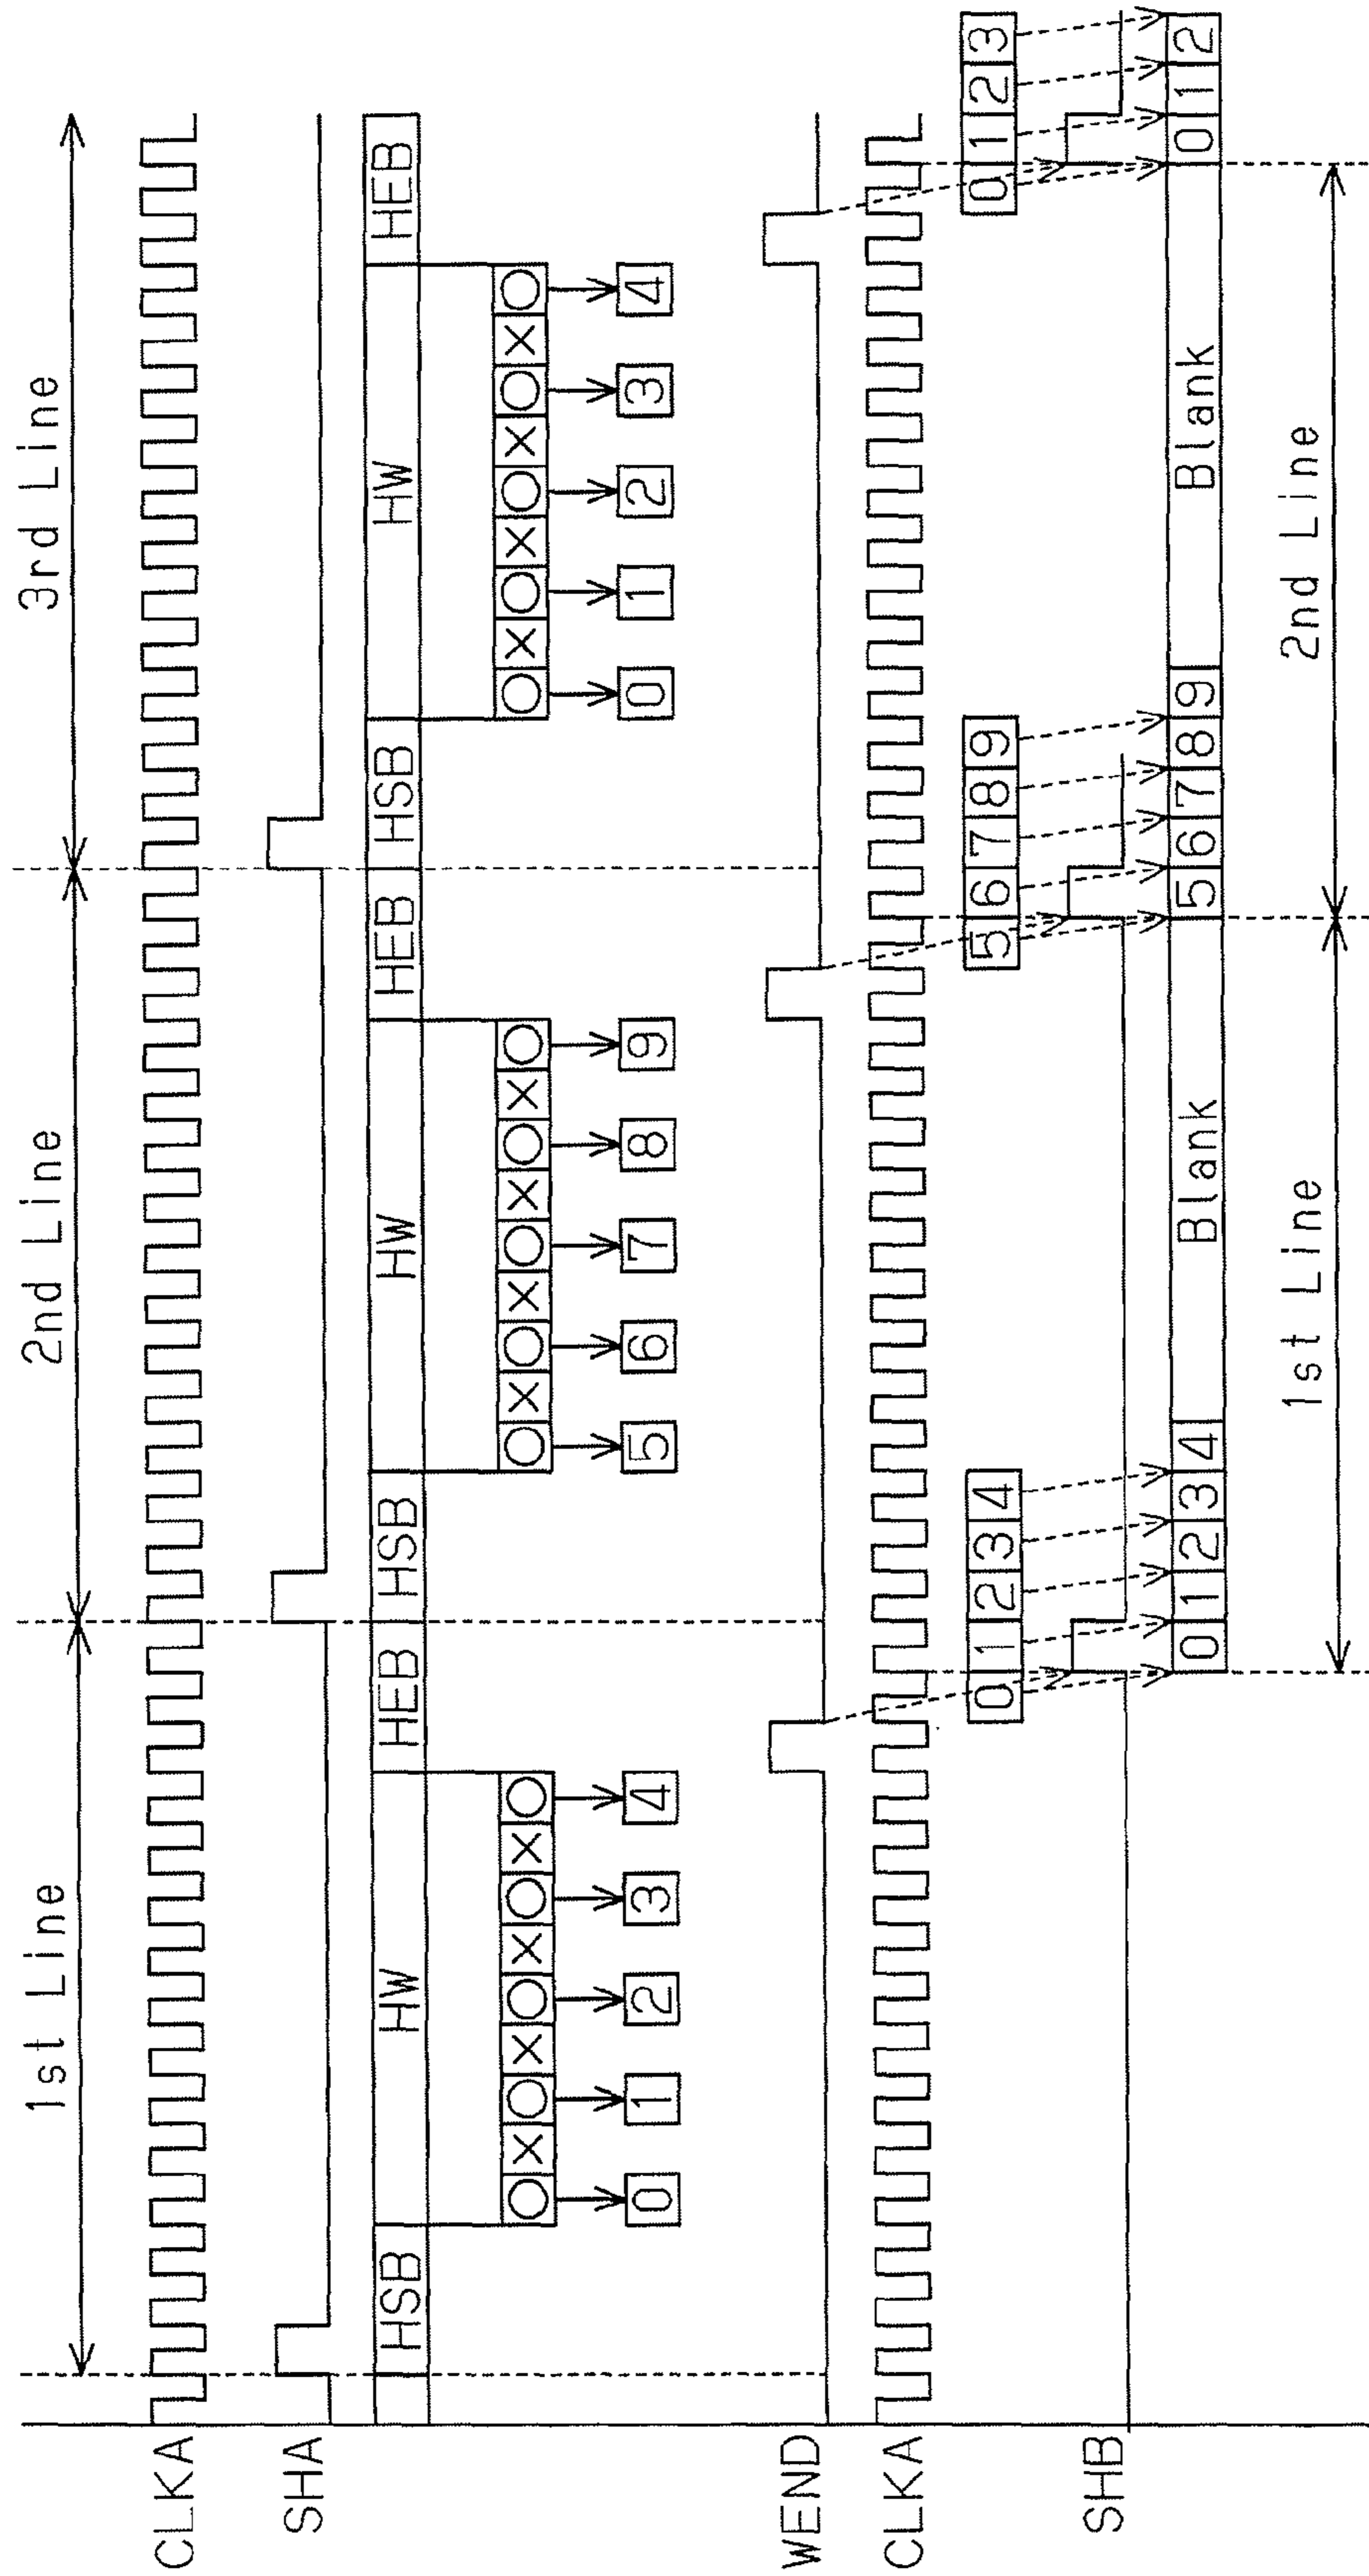 1st Line 2nd Line 3rd Line
CLKA
SHA
HSB HW HEB HSB HW HEB HSB HW HEB
○ X ○ X ○ X ○ X ○ ○ X ○ X ○ X ○ X ○ ○ X ○ X ○ X ○ X ○
0 1 2 3 4 5 6 7 8 9 0 1 2 3 4
WEND
CLKA
0 1 2 3 4 5 6 7 8 9 0 1 2 3
SHB
0 1 2 3 4 Blank 5 6 7 8 9 Blank 0 1 2
1st Line 2nd Line